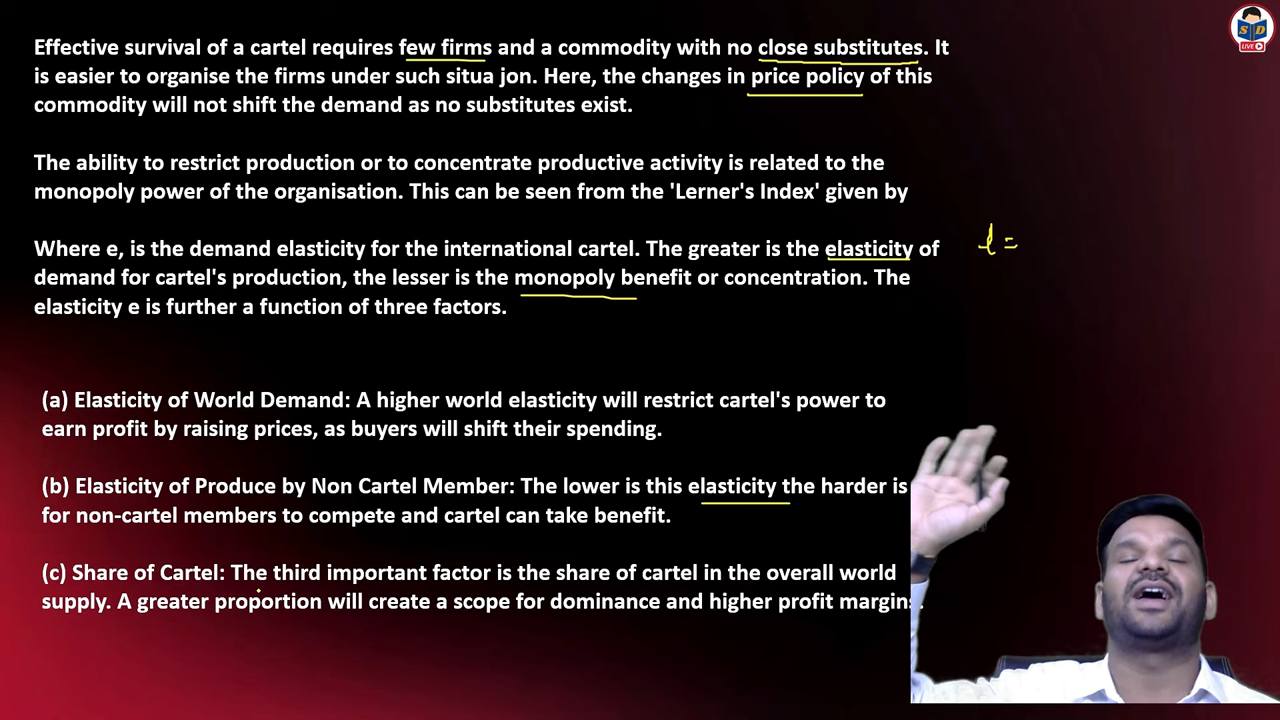 Effective survival of a cartel requires few firms and a commodity with no close substitutes. It
is easier to organise the firms under such situa jon. Here, the changes in price policy of this
commodity will not shift the demand as no substitutes exist.
The ability to restrict production or to concentrate productive activity is related to the
monopoly power of the organisation. This can be seen from the 'Lerner's Index' given by
Where e, is the demand elasticity for the international cartel. The greater is the elasticity of
demand for cartel's production, the lesser is the monopoly benefit or concentration. The
elasticity e is further a function of three factors.
(a) Elasticity of World Demand: A higher world elasticity will restrict cartel's power to
earn profit by raising prices, as buyers will shift their spending.
(b) Elasticity of Produce by Non Cartel Member: The lower is this elasticity the harder is
for non-cartel members to compete and cartel can take benefit.
(c) Share of Cartel: The third important factor is the share of cartel in the overall world
supply. A greater proportion will create a scope for dominance and higher profit margins.
S D
LIVE